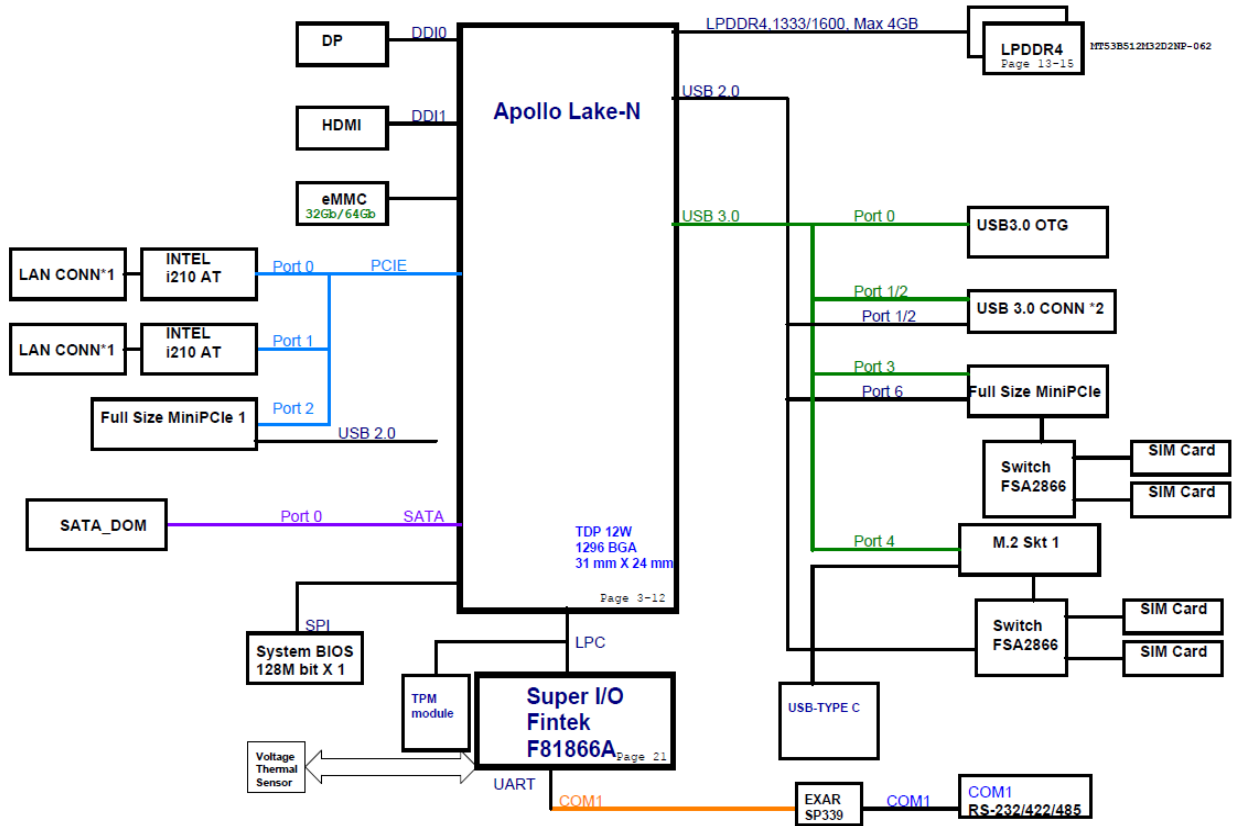 DP
DDI0
HDMI
DDI1
eMMC
32Gb/64Gb
LAN CONN*1
INTEL
i210 AT
Port 0
PCIE
LAN CONN*1
INTEL
i210 AT
Port 1
Full Size MiniPCIe 1
Port 2
USB 2.0
SATA_DOM
Port 0
SATA
SPI
System BIOS
128M bit X 1
Apollo Lake-N
TDP 12W
1296 BGA
31 mm X 24 mm
Page 3-12
LPC
TPM
module
Super I/O
Fintek
F81866A
Page 21
Voltage
Thermal
Sensor
UART
COM1
EXAR
SP339
COM1
COM1
RS-232/422/485
LPDDR4,1333/1600, Max 4GB
LPDDR4
Page 13-15
MT53B512M32D2NP-062
USB 2.0
USB 3.0
Port 0
USB3.0 OTG
Port 1/2
Port 1/2
USB 3.0 CONN *2
Port 3
Port 6
Full Size MiniPCIe
Switch
FSA2866
SIM Card
SIM Card
Port 4
M.2 Skt 1
Switch
FSA2866
SIM Card
SIM Card
USB-TYPE C